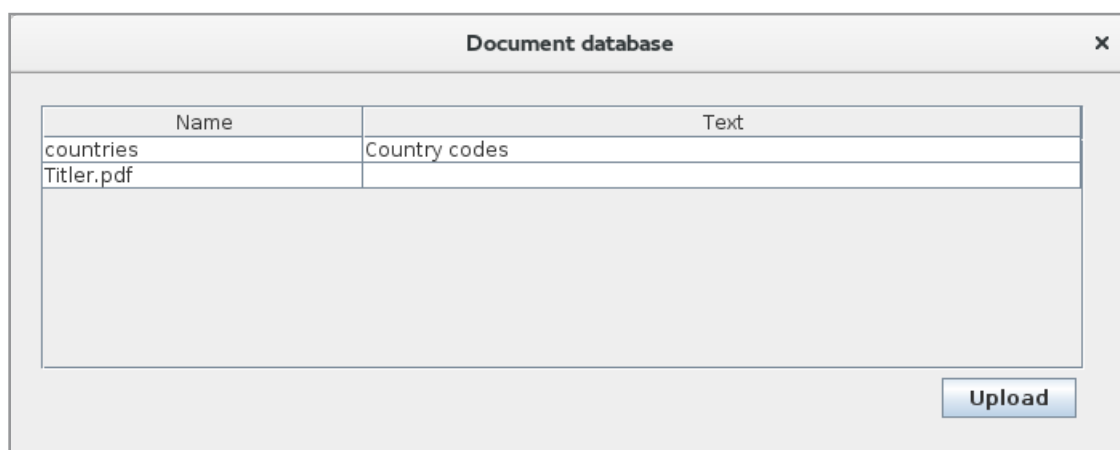 Document database ×
Name Text
countries Country codes
Titler.pdf
Upload